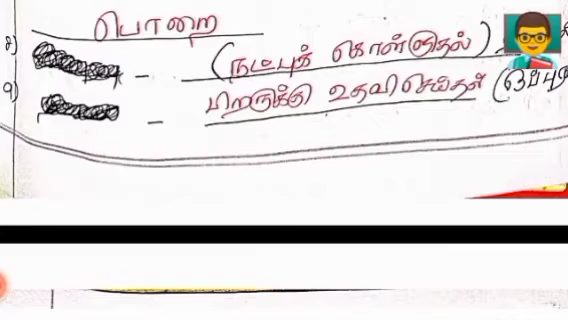 பொறை
8) - (நட்புக் கொள்ளுதல்)
9) - பிறருக்கு உதவி செய்தல்